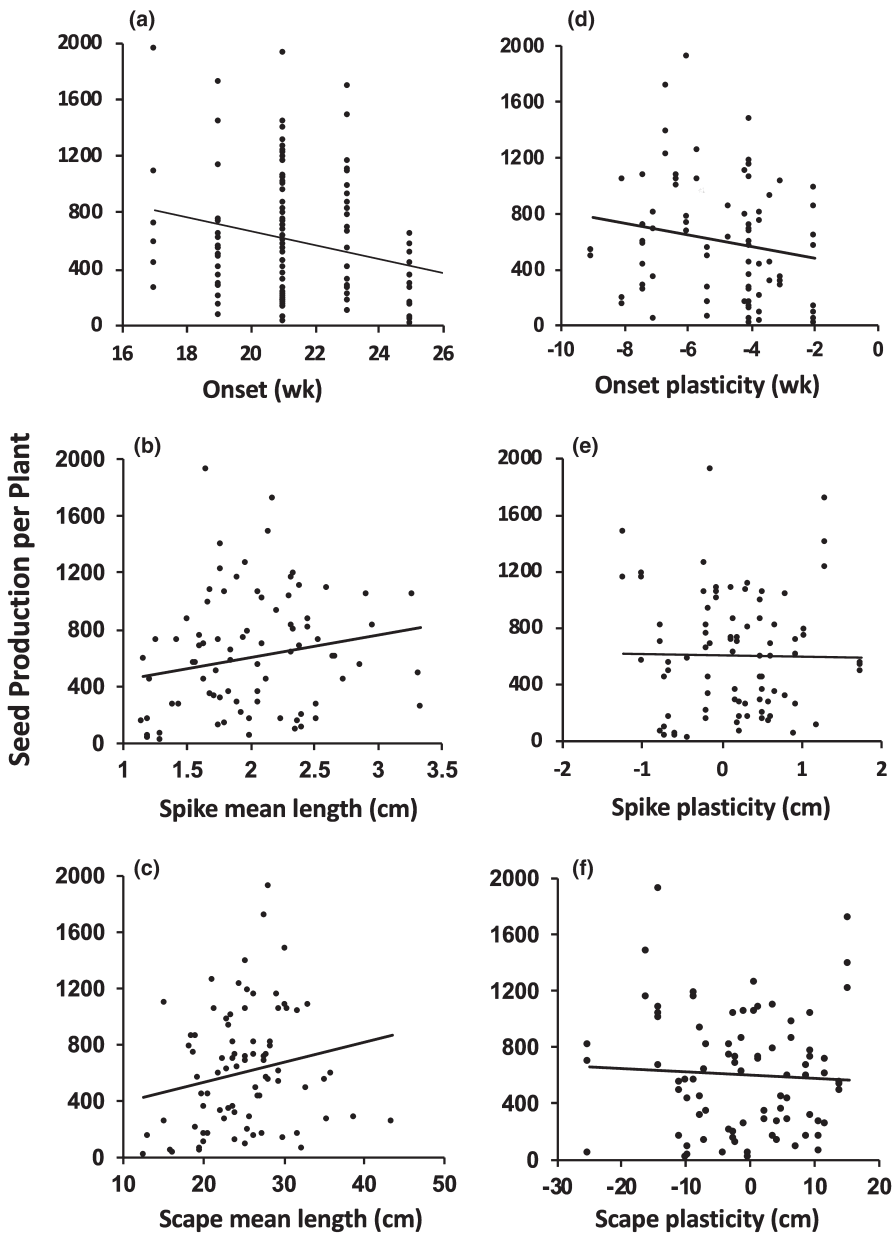 Seed Production per Plant
(a)
2000
1600
1200
800
400
0
16 18 20 22 24 26
Onset (wk)
(d)
2000
1600
1200
800
400
0
-10 -8 -6 -4 -2 0
Onset plasticity (wk)
(b)
2000
1600
1200
800
400
0
1 1.5 2 2.5 3 3.5
Spike mean length (cm)
(e)
2000
1600
1200
800
400
0
-2 -1 0 1 2
Spike plasticity (cm)
(c)
2000
1600
1200
800
400
0
10 20 30 40 50
Scape mean length (cm)
(f)
2000
1600
1200
800
400
0
-30 -20 -10 0 10 20
Scape plasticity (cm)